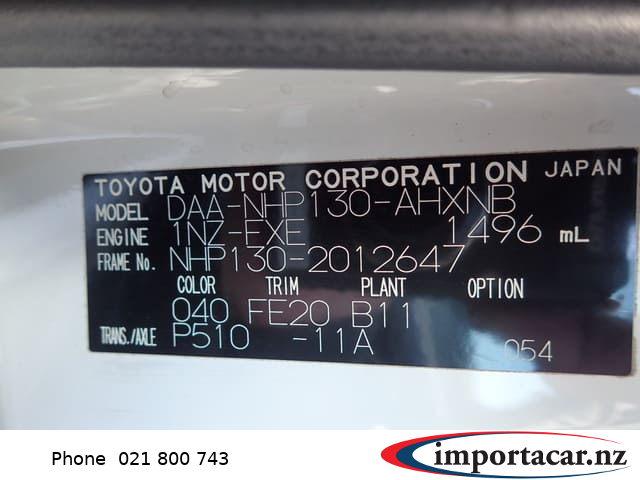 TOYOTA MOTOR CORPORATION JAPAN
MODEL DAA-NHP130-AHXNB
ENGINE 1NZ-EXE 1496 mL
FRAME No. NHP130-2012647
COLOR TRIM PLANT OPTION
040 FE20 B11
TRANS./AXLE P510 -11A 054
Phone 021 800 743
importacar.nz